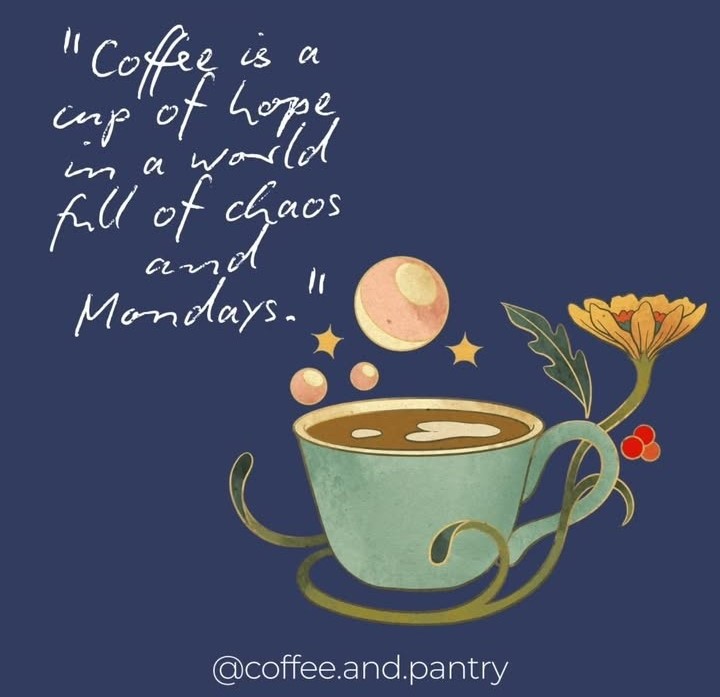 "Coffee is a
cup of hope
in a world
full of chaos
and
Mondays."
@coffee.and.pantry